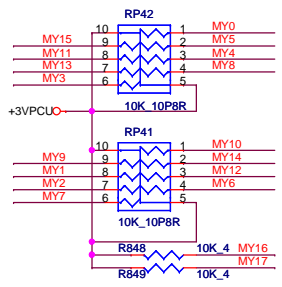 RP42
10 1 MY0
MY15 9 2 MY5
MY11 8 3 MY4
MY13 7 4 MY8
MY3 6 5
+3VPCU 10K_10P8R
RP41
10 1 MY10
MY9 9 2 MY14
MY1 8 3 MY12
MY2 7 4 MY6
MY7 6 5
10K_10P8R
R848 10K_4 MY16
R849 10K_4 MY17